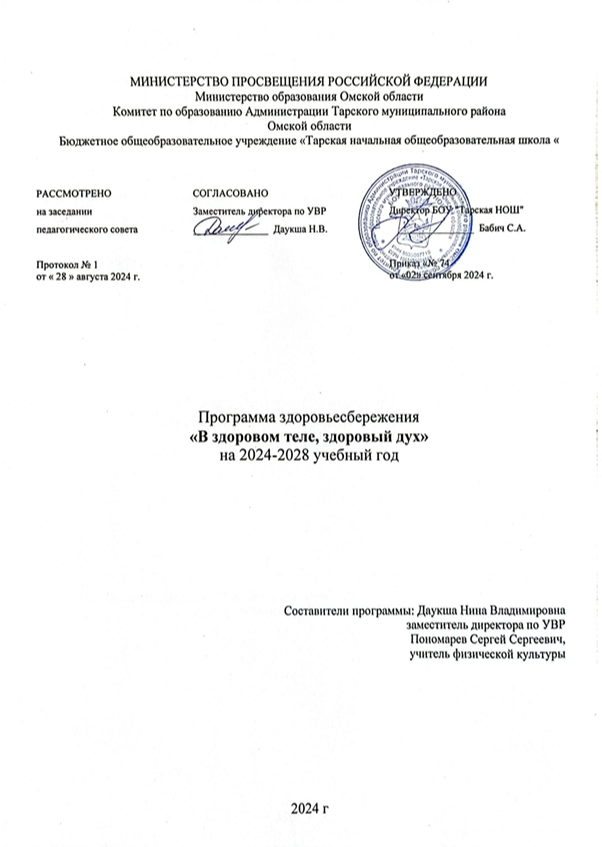 МИНИСТЕРСТВО ПРОСВЕЩЕНИЯ РОССИЙСКОЙ ФЕДЕРАЦИИ
Министерство образования Омской области
Комитет по образованию Администрации Тарского муниципального района
Омской области
Бюджетное общеобразовательное учреждение «Тарская начальная общеобразовательная школа «
РАССМОТРЕНО
на заседании
педагогического совета
Протокол № 1
от « 28 » августа 2024 г.
СОГЛАСОВАНО
Заместитель директора по УВР
Даукша Н.В.
УТВЕРЖДЕНО
Директор БОУ "Тарская НОШ"
Бабич С.А.
Приказ «№ 74
от «02» сентября 2024 г.
Программа здоровьесбережения
«В здоровом теле, здоровый дух»
на 2024-2028 учебный год
Составители программы: Даукша Нина Владимировна
заместитель директора по УВР
Пономарев Сергей Сергеевич,
учитель физической культуры
2024 г